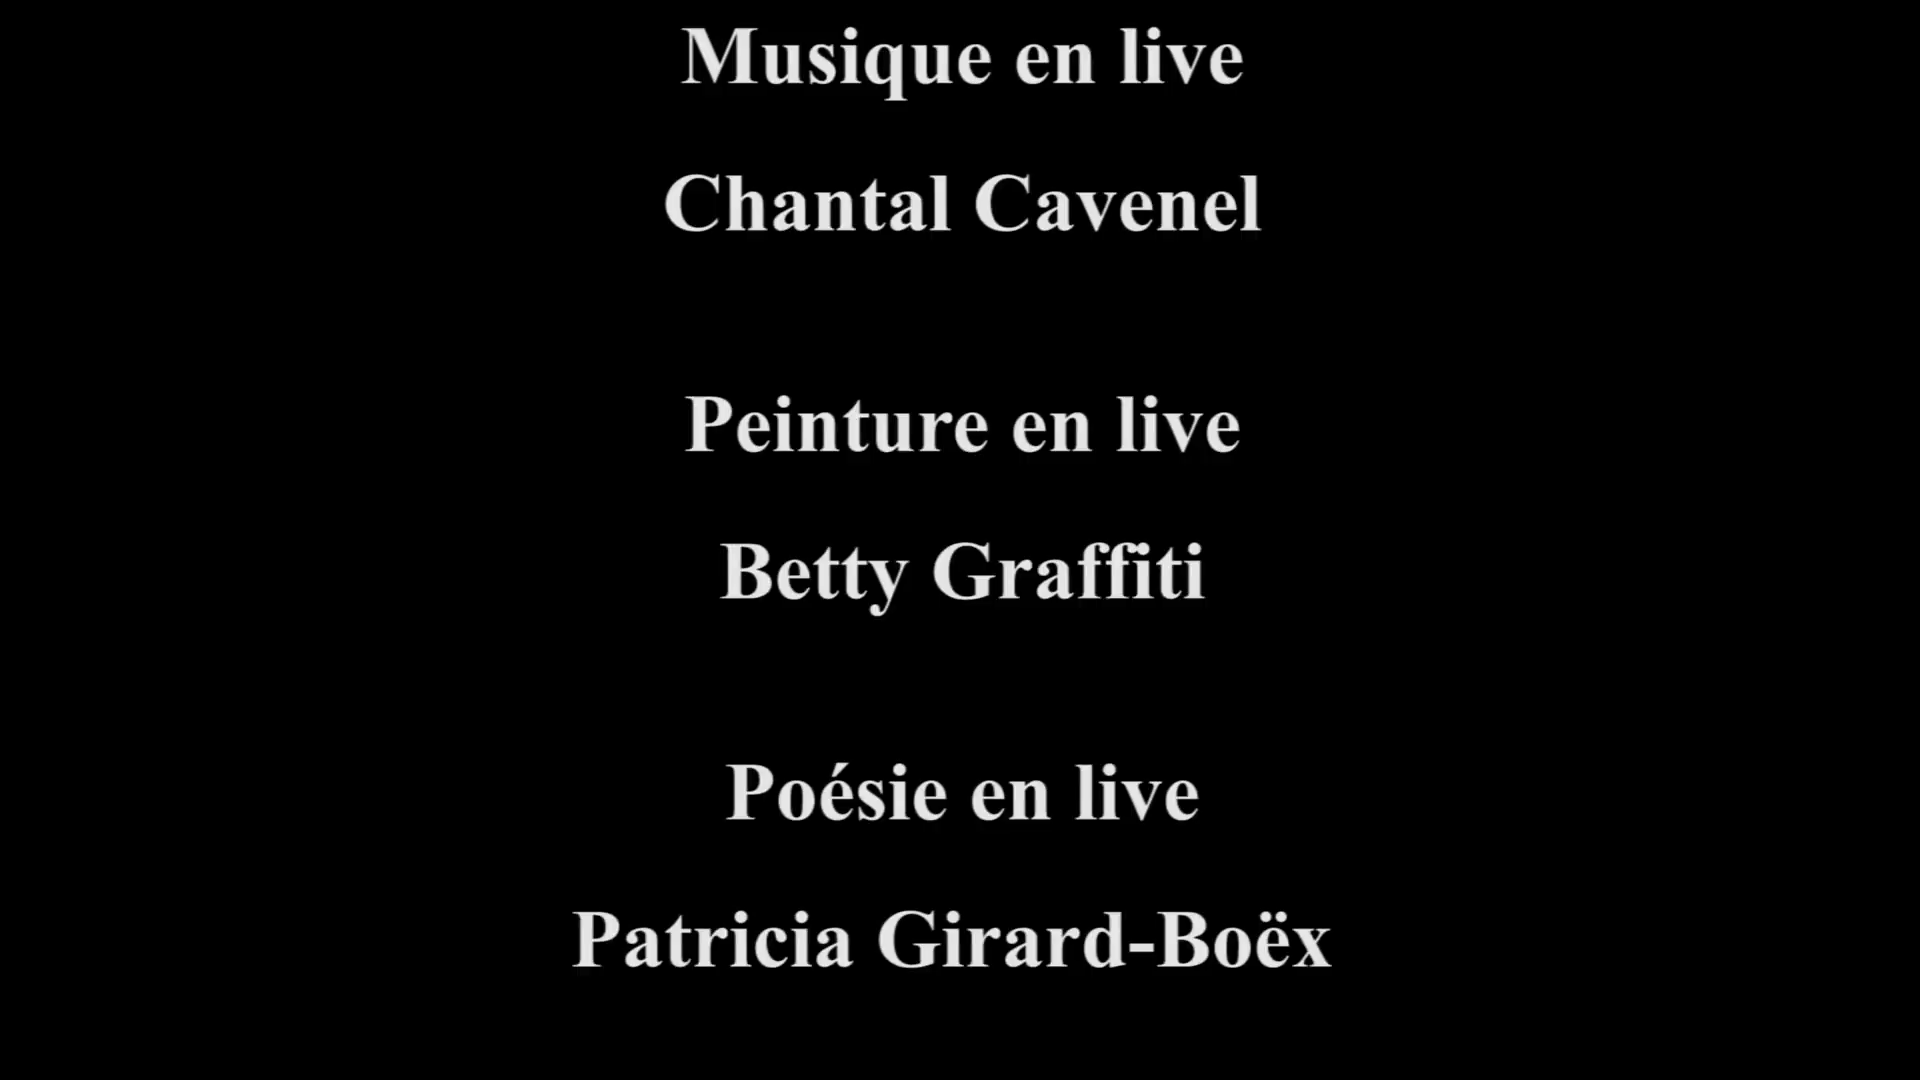 Musique en live
Chantal Cavenel
Peinture en live
Betty Graffiti
Poésie en live
Patricia Girard-Boëx